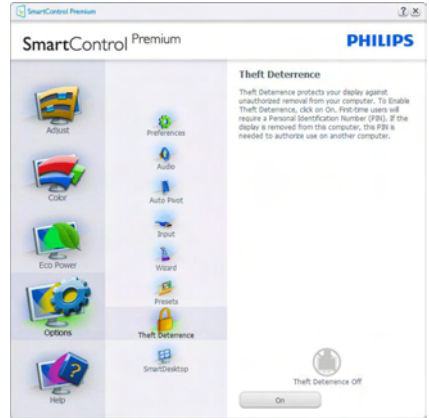 SmartControl Premium
SmartControl Premium
PHILIPS
Adjust
Color
Eco Power
Options
Help
Preferences
Audio
Auto Pivot
Input
Wizard
Presets
Theft Deterrence
SmartDesktop
Theft Deterrence
Theft Deterrence protects your display against
unauthorized removal from your computer. To Enable
Theft Deterrence, click on On. First-time users will
require a Personal Identification Number (PIN). If the
display is removed from this computer, this PIN is
needed to authorize use on another computer.
Theft Deterrence Off
On